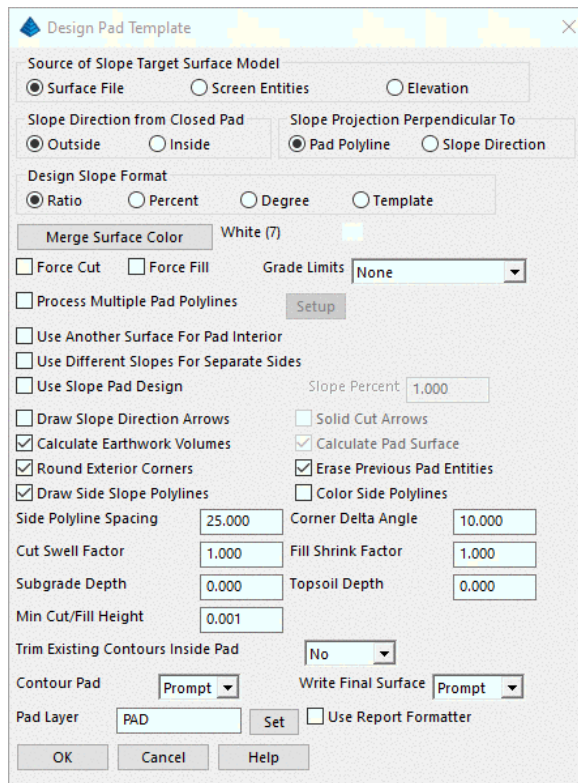 Design Pad Template
Source of Slope Target Surface Model
Surface File Screen Entities Elevation
Slope Direction from Closed Pad Slope Projection Perpendicular To
Outside Inside Pad Polyline Slope Direction
Design Slope Format
Ratio Percent Degree Template
Merge Surface Color White (7)
Force Cut Force Fill Grade Limits None
Process Multiple Pad Polylines Setup
Use Another Surface For Pad Interior
Use Different Slopes For Separate Sides
Use Slope Pad Design Slope Percent 1.000
Draw Slope Direction Arrows Solid Cut Arrows
Calculate Earthwork Volumes Calculate Pad Surface
Round Exterior Corners Erase Previous Pad Entities
Draw Side Slope Polylines Color Side Polylines
Side Polyline Spacing 25.000 Corner Delta Angle 10.000
Cut Swell Factor 1.000 Fill Shrink Factor 1.000
Subgrade Depth 0.000 Topsoil Depth 0.000
Min Cut/Fill Height 0.001
Trim Existing Contours Inside Pad No
Contour Pad Prompt Write Final Surface Prompt
Pad Layer PAD Set Use Report Formatter
OK Cancel Help